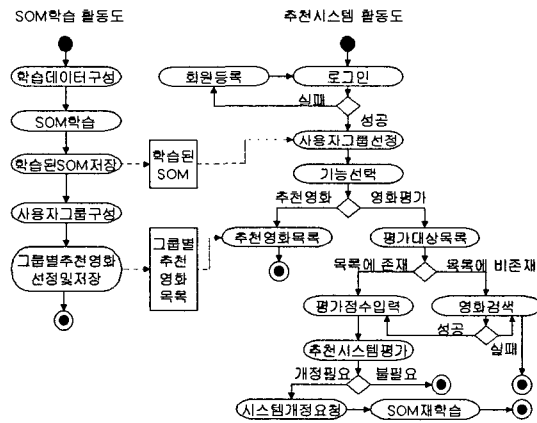 SOM학습 활동도
학습데이터구성
SOM학습
학습된SOM저장
사용자그룹구성
그룹별추천영화
선정및저장
학습된
SOM
그룹별
추천
영화
목록
추천시스템 활동도
회원등록
로그인
실패
성공
사용자그룹선정
기능선택
추천영화
영화평가
추천영화목록
평가대상목록
목록에 존재
목록에 비존재
평가점수입력
영화검색
성공
실패
추천시스템평가
개정필요
불필요
시스템개정요청
SOM재학습